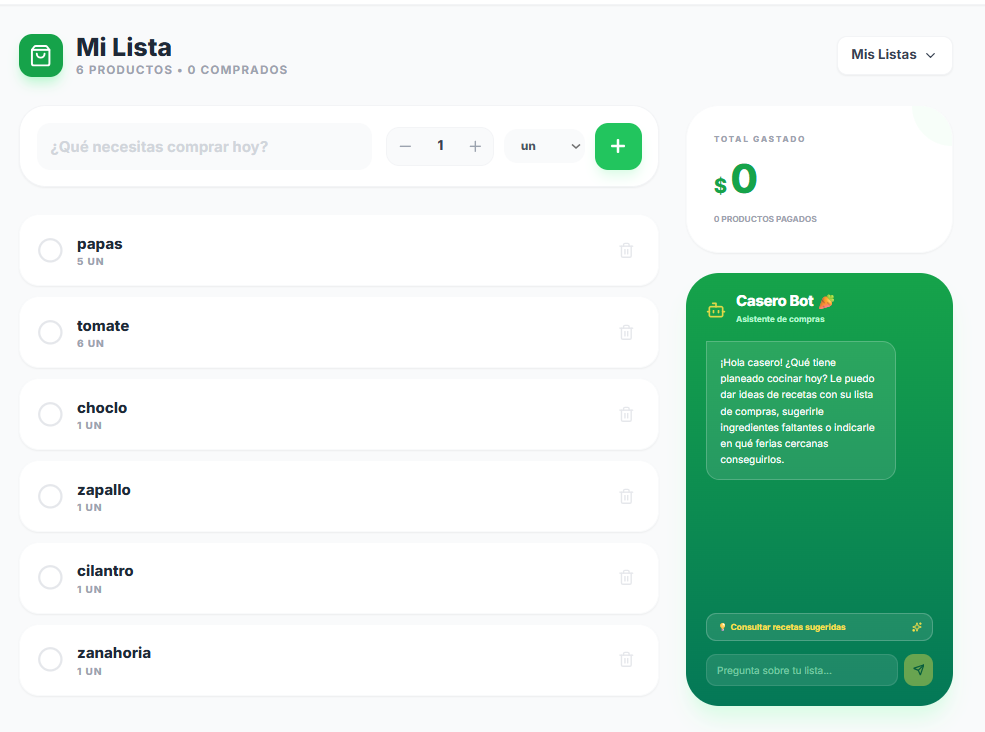 Mi Lista
6 PRODUCTOS • 0 COMPRADOS
Mis Listas
¿Qué necesitas comprar hoy?
1
un
papas
5 UN
tomate
6 UN
choclo
1 UN
zapallo
1 UN
cilantro
1 UN
zanahoria
1 UN
TOTAL GASTADO
$0
0 PRODUCTOS PAGADOS
Casero Bot
Asistente de compras
¡Hola casero! ¿Qué tiene
planeado cocinar hoy? Le puedo
dar ideas de recetas con su lista
de compras, sugerirle
ingredientes faltantes o indicarle
en qué ferias cercanas
conseguirlos.
Consultar recetas sugeridas
Pregunta sobre tu lista...